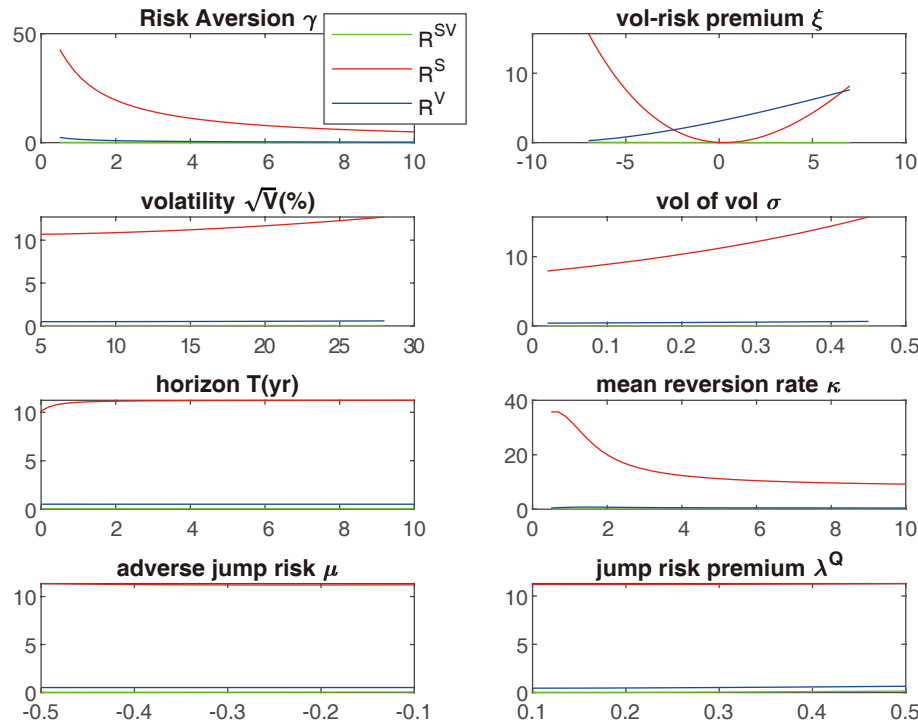 Risk Aversion γ
50
0
0 2 4 6 8 10
R^SV
R^S
R^V
vol-risk premium ξ
10
5
0
-10 -5 0 5 10
volatility √V(%)
10
5
0
5 10 15 20 25 30
vol of vol σ
10
5
0
0 0.1 0.2 0.3 0.4 0.5
horizon T(yr)
10
5
0
0 2 4 6 8 10
mean reversion rate κ
40
20
0
0 2 4 6 8 10
adverse jump risk μ
10
5
0
-0.5 -0.4 -0.3 -0.2 -0.1
jump risk premium λ^Q
10
5
0
0.1 0.2 0.3 0.4 0.5